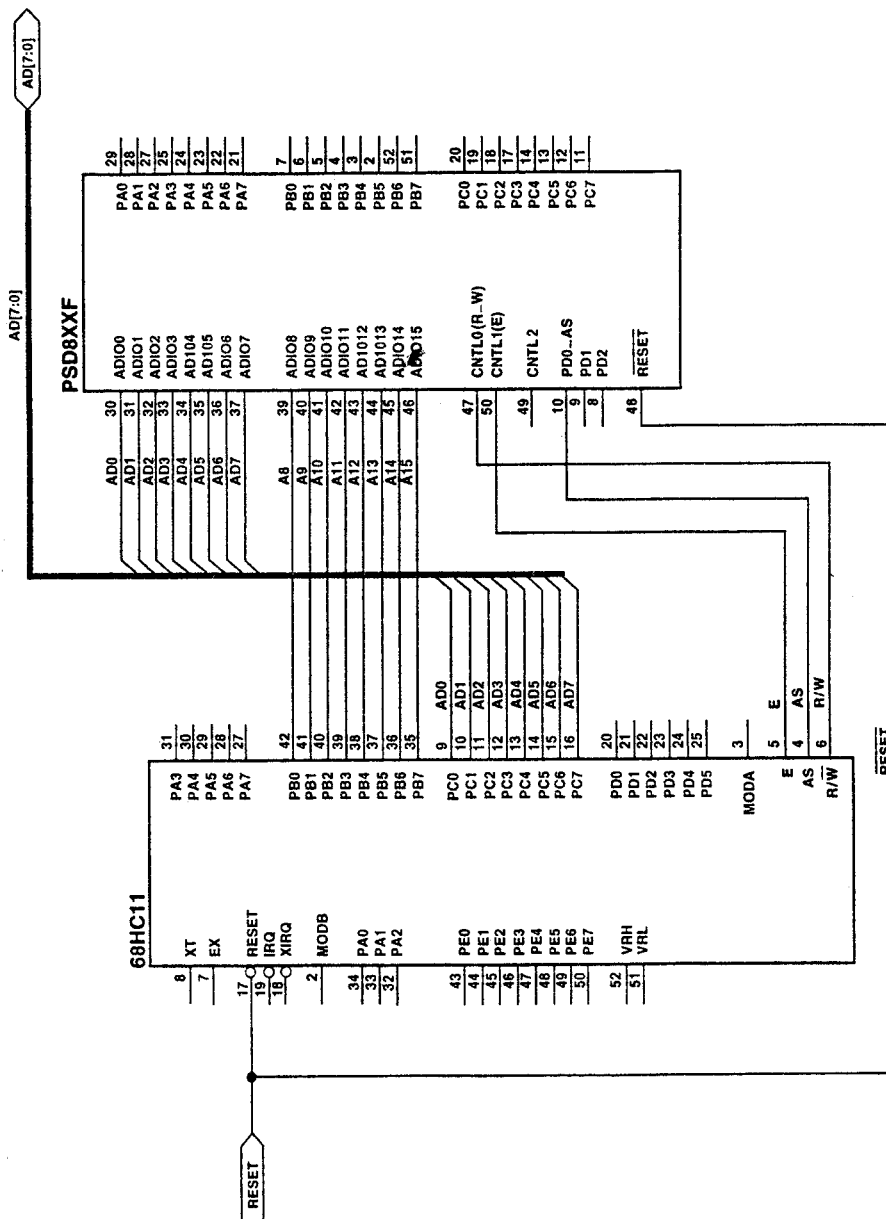 AD[7:0]
AD[7:0]
PSD8XXF
30 ADIO0
31 ADIO1
32 ADIO2
33 ADIO3
34 AD104
35 AD105
36 ADIO6
37 ADIO7
39 ADIO8
40 ADIO9
41 ADIO10
42 ADIO11
43 AD1012
44 AD1013
45 ADIO14
46 ADIO15
47 CNTL0(R_W)
50 CNTL1(E)
49 CNTL2
10 PD0_AS
9 PD1
8 PD2
48 RESET
PA0 29
PA1 28
PA2 27
PA3 25
PA4 24
PA5 23
PA6 22
PA7 21
PB0 7
PB1 6
PB2 5
PB3 4
PB4 3
PB5 2
PB6 52
PB7 51
PC0 20
PC1 19
PC2 18
PC3 17
PC4 14
PC5 13
PC6 12
PC7 11
AD0
AD1
AD2
AD3
AD4
AD5
AD6
AD7
A8
A9
A10
A11
A12
A13
A14
A15
68HC11
8 XT
7 EX
17 RESET
19 IRQ
18 XIRQ
2 MODB
34 PA0
33 PA1
32 PA2
43 PE0
44 PE1
45 PE2
46 PE3
47 PE4
48 PE5
49 PE6
50 PE7
52 VRH
51 VRL
PA3 31
PA4 30
PA5 29
PA6 28
PA7 27
PB0 42
PB1 41
PB2 40
PB3 39
PB4 38
PB5 37
PB6 36
PB7 35
PC0 9 AD0
PC1 10 AD1
PC2 11 AD2
PC3 12 AD3
PC4 13 AD4
PC5 14 AD5
PC6 15 AD6
PC7 16 AD7
PD0 20
PD1 21
PD2 22
PD3 23
PD4 24
PD5 25
MODA 3
E 5 E
AS 4 AS
R/W 6 R/W
RESET
RESET